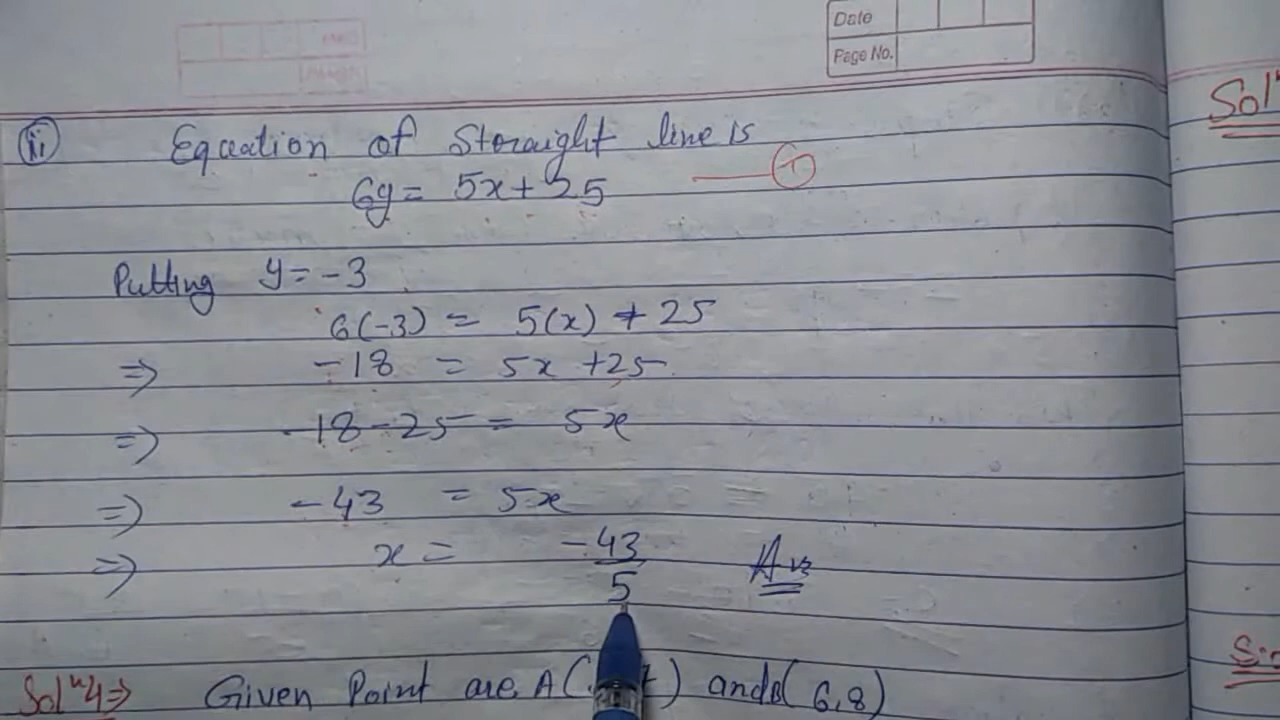 Date
Page No.
Solⁿ
(ii) Equation of Straight line is
6y = 5x + 25 —— (1)
Putting y = -3
6(-3) = 5(x) + 25
⇒ -18 = 5x + 25
⇒ -18 - 25 = 5x
⇒ -43 = 5x
⇒ x = -43/5 Ans
Solⁿ 4 ⇒ Given Point are A( ) and B( 6,8)